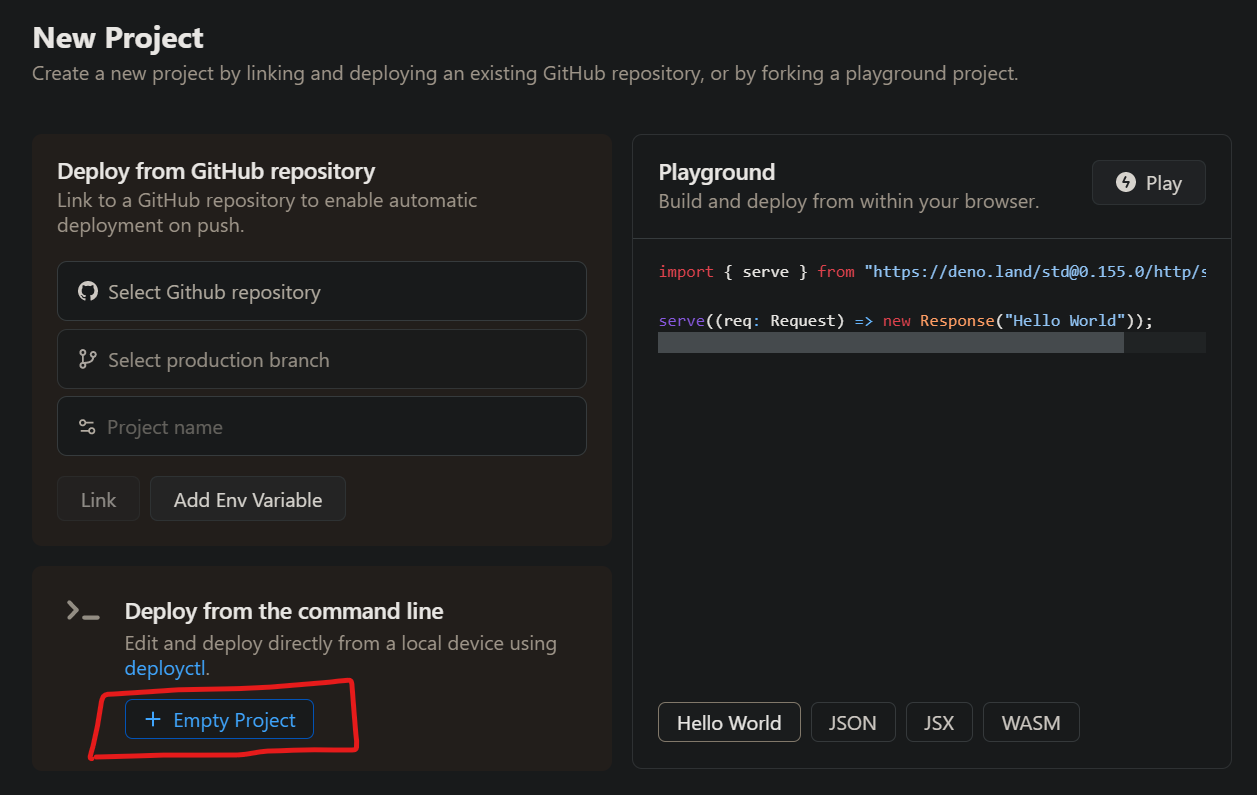 New Project
Create a new project by linking and deploying an existing GitHub repository, or by forking a playground project.
Deploy from GitHub repository
Link to a GitHub repository to enable automatic
deployment on push.
Select Github repository
Select production branch
Project name
Link
Add Env Variable
Deploy from the command line
Edit and deploy directly from a local device using
deployctl.
+ Empty Project
Playground
Build and deploy from within your browser.
Play
import { serve } from "https://deno.land/std@0.155.0/http/s
serve((req: Request) => new Response("Hello World"));
Hello World
JSON
JSX
WASM